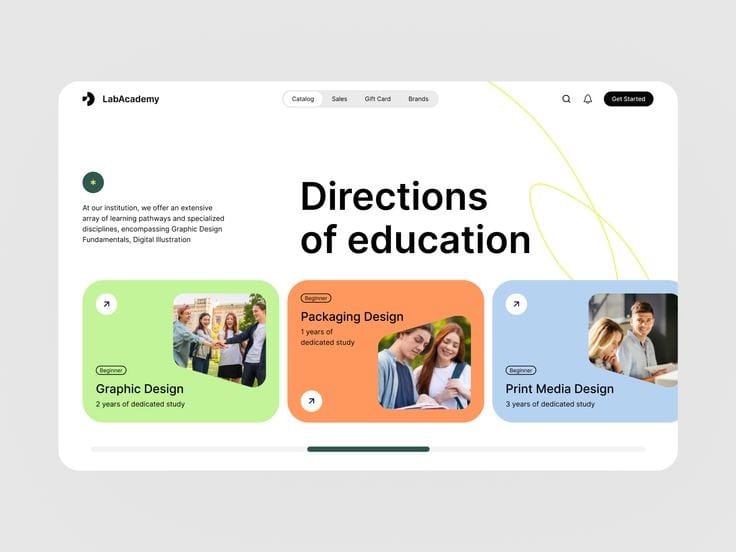 LabAcademy
Catalog
Sales
Gift Card
Brands
Get Started
At our institution, we offer an extensive
array of learning pathways and specialized
disciplines, encompassing Graphic Design
Fundamentals, Digital Illustration
Directions
of education
Beginner
Graphic Design
2 years of dedicated study
Beginner
Packaging Design
1 years of
dedicated study
Beginner
Print Media Design
3 years of dedicated study